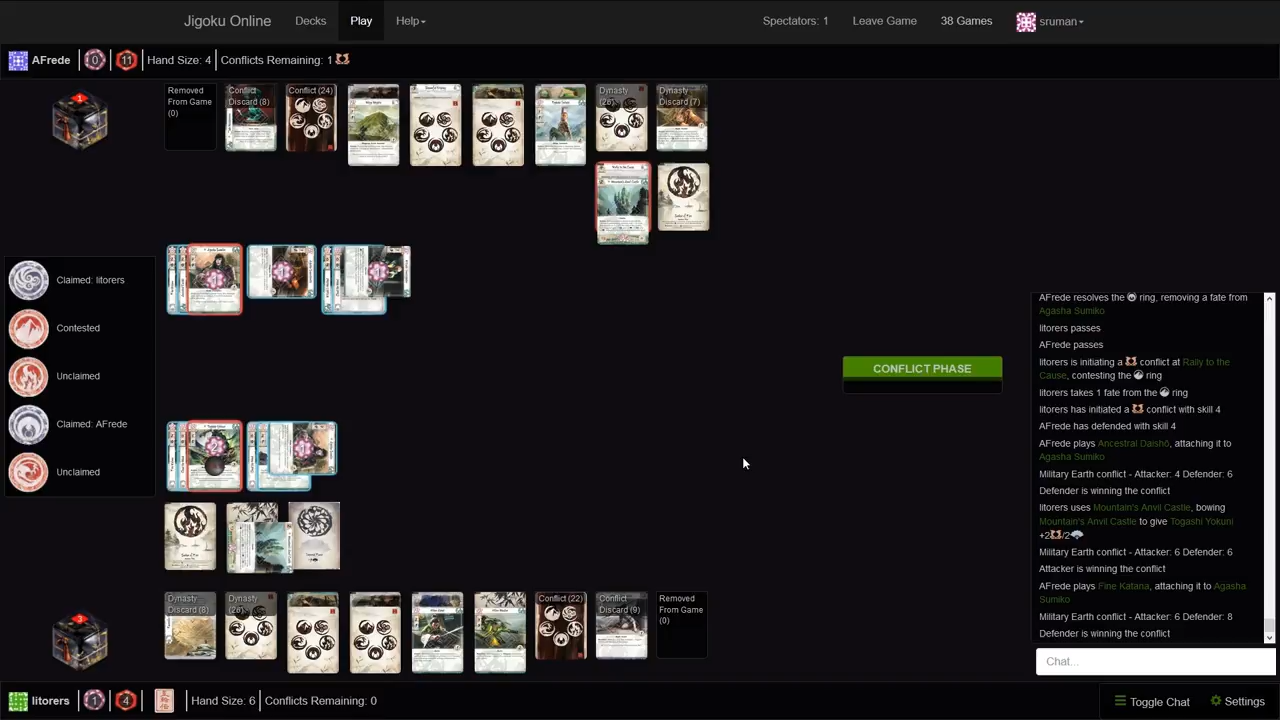 Jigoku Online
Decks
Play
Help
Spectators: 1
Leave Game
38 Games
sruman
AFrede
0
11
Hand Size: 4
Conflicts Remaining: 1
1
Removed
From Game
(0)
Conflict
Discard (8)
Conflict (24)
Dynasty
(26)
Dynasty
Discard (7)
Claimed: litorers
Contested
Unclaimed
Claimed: AFrede
Unclaimed
CONFLICT PHASE
AFrede resolves the ring, removing a fate from
Agasha Sumiko
litorers passes
AFrede passes
litorers is initiating a conflict at Rally to the
Cause, contesting the ring
litorers takes 1 fate from the ring
litorers has initiated a conflict with skill 4
AFrede has defended with skill 4
AFrede plays Ancestral Daishō, attaching it to
Agasha Sumiko
Military Earth conflict - Attacker: 4 Defender: 6
Defender is winning the conflict
litorers uses Mountain's Anvil Castle, bowing
Mountain's Anvil Castle to give Togashi Yokuni
+2/2
Military Earth conflict - Attacker: 6 Defender: 6
Attacker is winning the conflict
AFrede plays Fine Katana, attaching it to Agasha
Sumiko
Military Earth conflict - Attacker: 6 Defender: 8
Defender is winning the conflict
Chat...
Dynasty
Discard (8)
Dynasty
Conflict (22)
Conflict
Discard (9)
Removed
From Game
(0)
litorers
1
4
Hand Size: 6
Conflicts Remaining: 0
Toggle Chat
Settings